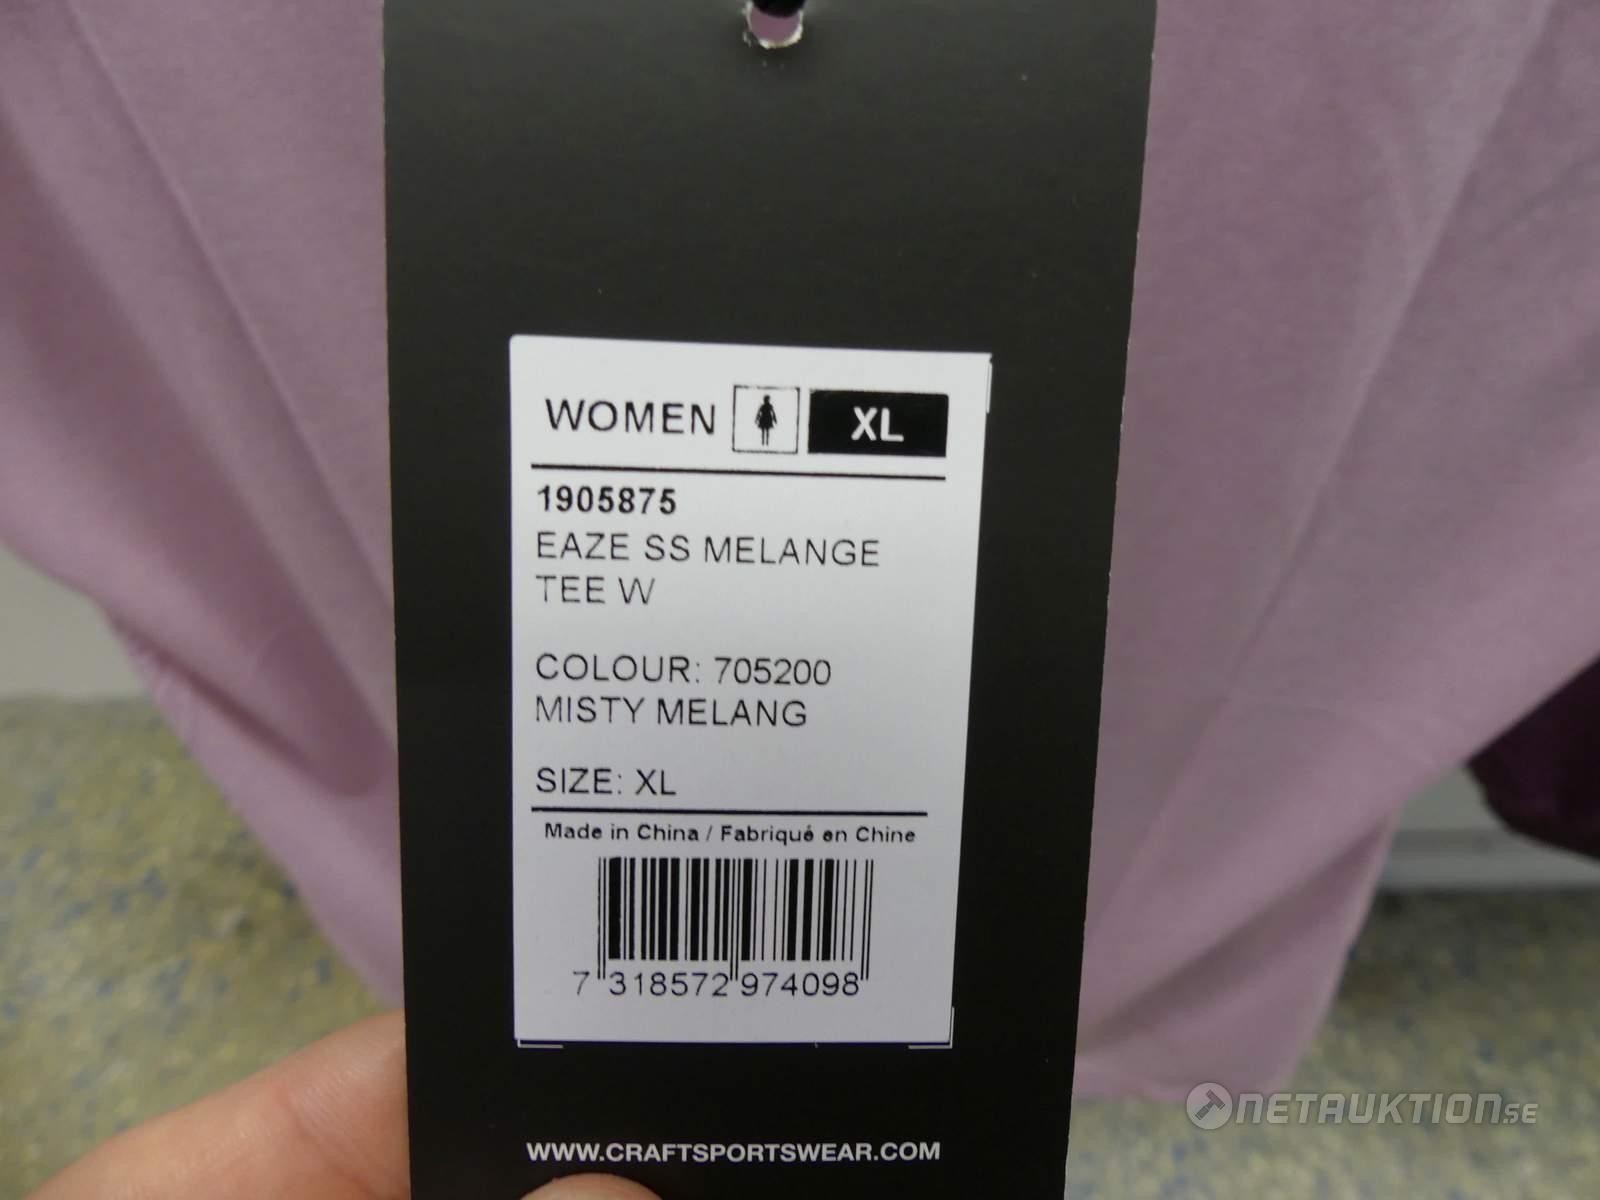 WOMEN XL
1905875
EAZE SS MELANGE
TEE W
COLOUR: 705200
MISTY MELANG
SIZE: XL
Made in China / Fabriqué en Chine
7 318572 974098
WWW.CRAFTSPORTSWEAR.COM
NETAUKTION.SE